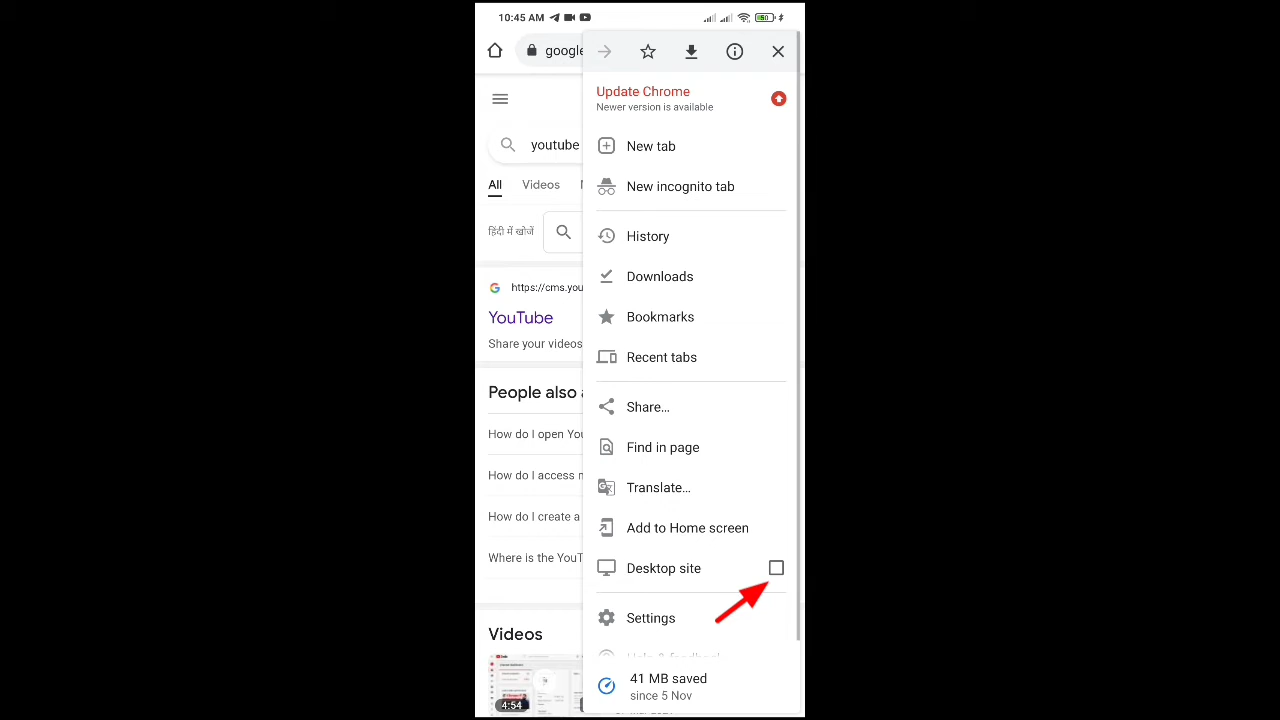 10:45 AM
50
google
Update Chrome
Newer version is available
New tab
New incognito tab
History
Downloads
Bookmarks
Recent tabs
Share...
Find in page
Translate...
Add to Home screen
Desktop site
Settings
Help & feedback
41 MB saved
since 5 Nov
youtube
All Videos
हिंदी में खोजें
https://cms.you
YouTube
Share your videos
People also
How do I open You
How do I access
How do I create a
Where is the YouT
Videos
4:54